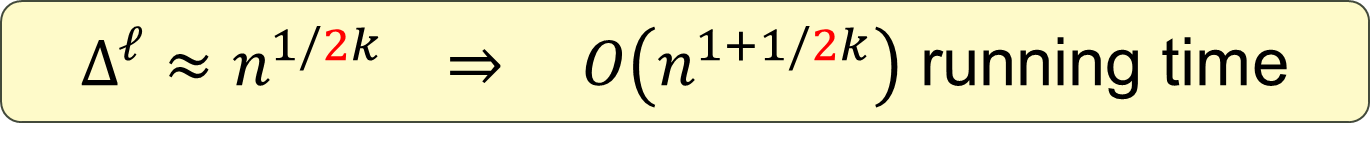 Δ^ℓ ≈ n^{1/2k} ⇒ O(n^{1+1/2k}) running time